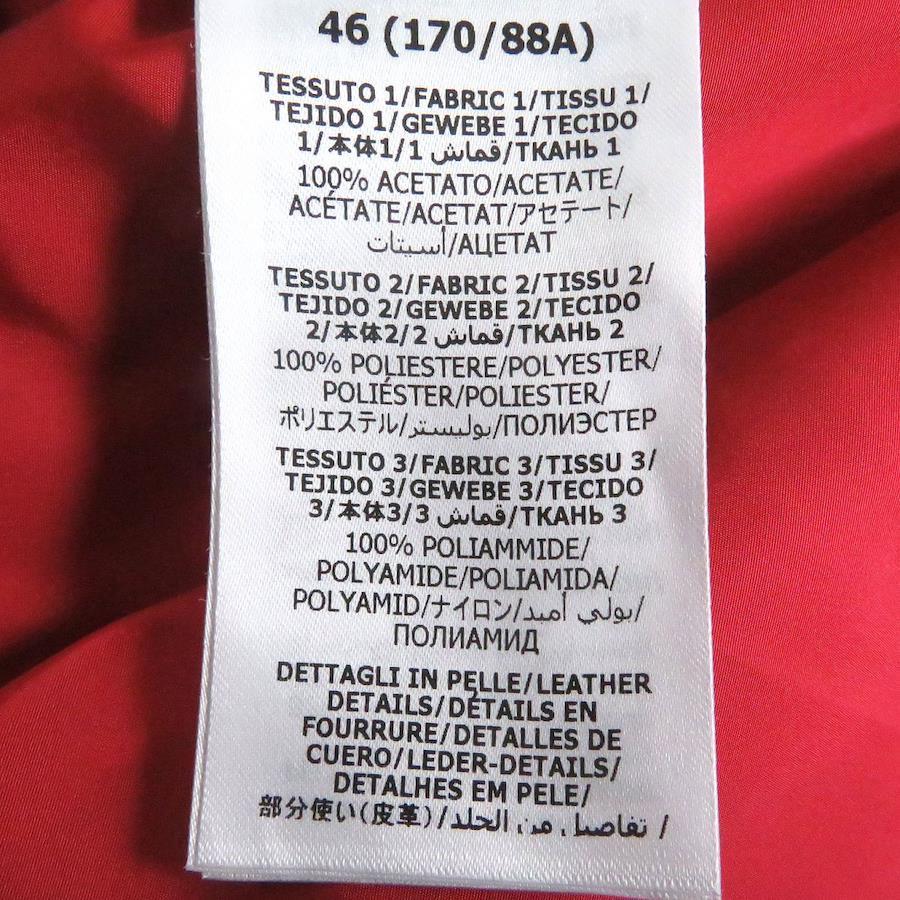 46 (170/88A)
TESSUTO 1/FABRIC 1/TISSU 1/
TEJIDO 1/GEWEBE 1/TECIDO
1/本体1/1 قماش/ТКАНЬ 1
100% ACETATO/ACETATE/
ACÉTATE/ACETAT/アセテート/
أسيتات/АЦЕТАТ
TESSUTO 2/FABRIC 2/TISSU 2/
TEJIDO 2/GEWEBE 2/TECIDO
2/本体2/2 قماش/ТКАНЬ 2
100% POLIESTERE/POLYESTER/
POLIÉSTER/POLIESTER/
ポリエステル/بوليستر/ПОЛИЭСТЕР
TESSUTO 3/FABRIC 3/TISSU 3/
TEJIDO 3/GEWEBE 3/TECIDO
3/本体3/3 قماش/ТКАНЬ 3
100% POLIAMMIDE/
POLYAMIDE/POLIAMIDA/
POLYAMID/ナイロン/بولي أميد/
ПОЛИАМИД
DETTAGLI IN PELLE/LEATHER
DETAILS/DÉTAILS EN
FOURRURE/DETALLES DE
CUERO/LEDER-DETAILS/
DETALHES EM PELE/
部分使い(皮革)/تفاصيل من الجلد /